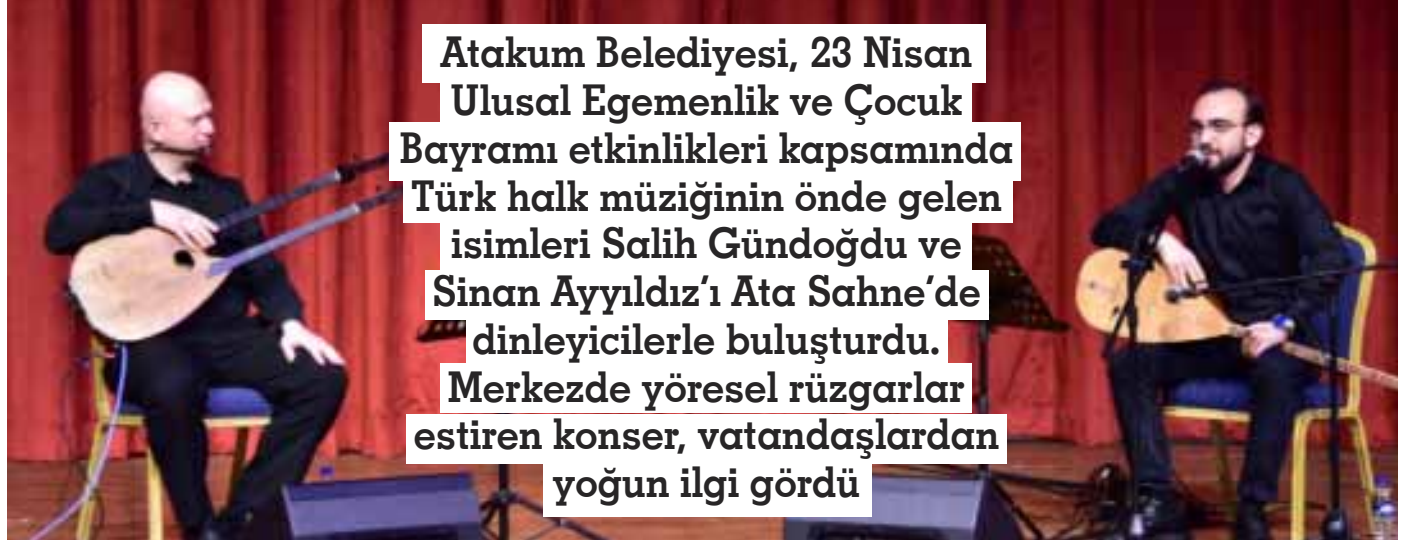 Atakum Belediyesi, 23 Nisan
Ulusal Egemenlik ve Çocuk
Bayramı etkinlikleri kapsamında
Türk halk müziğinin önde gelen
isimleri Salih Gündoğdu ve
Sinan Ayyıldız’ı Ata Sahne’de
dinleyicilerle buluşturdu.
Merkezde yöresel rüzgarlar
estiren konser, vatandaşlardan
yoğun ilgi gördü